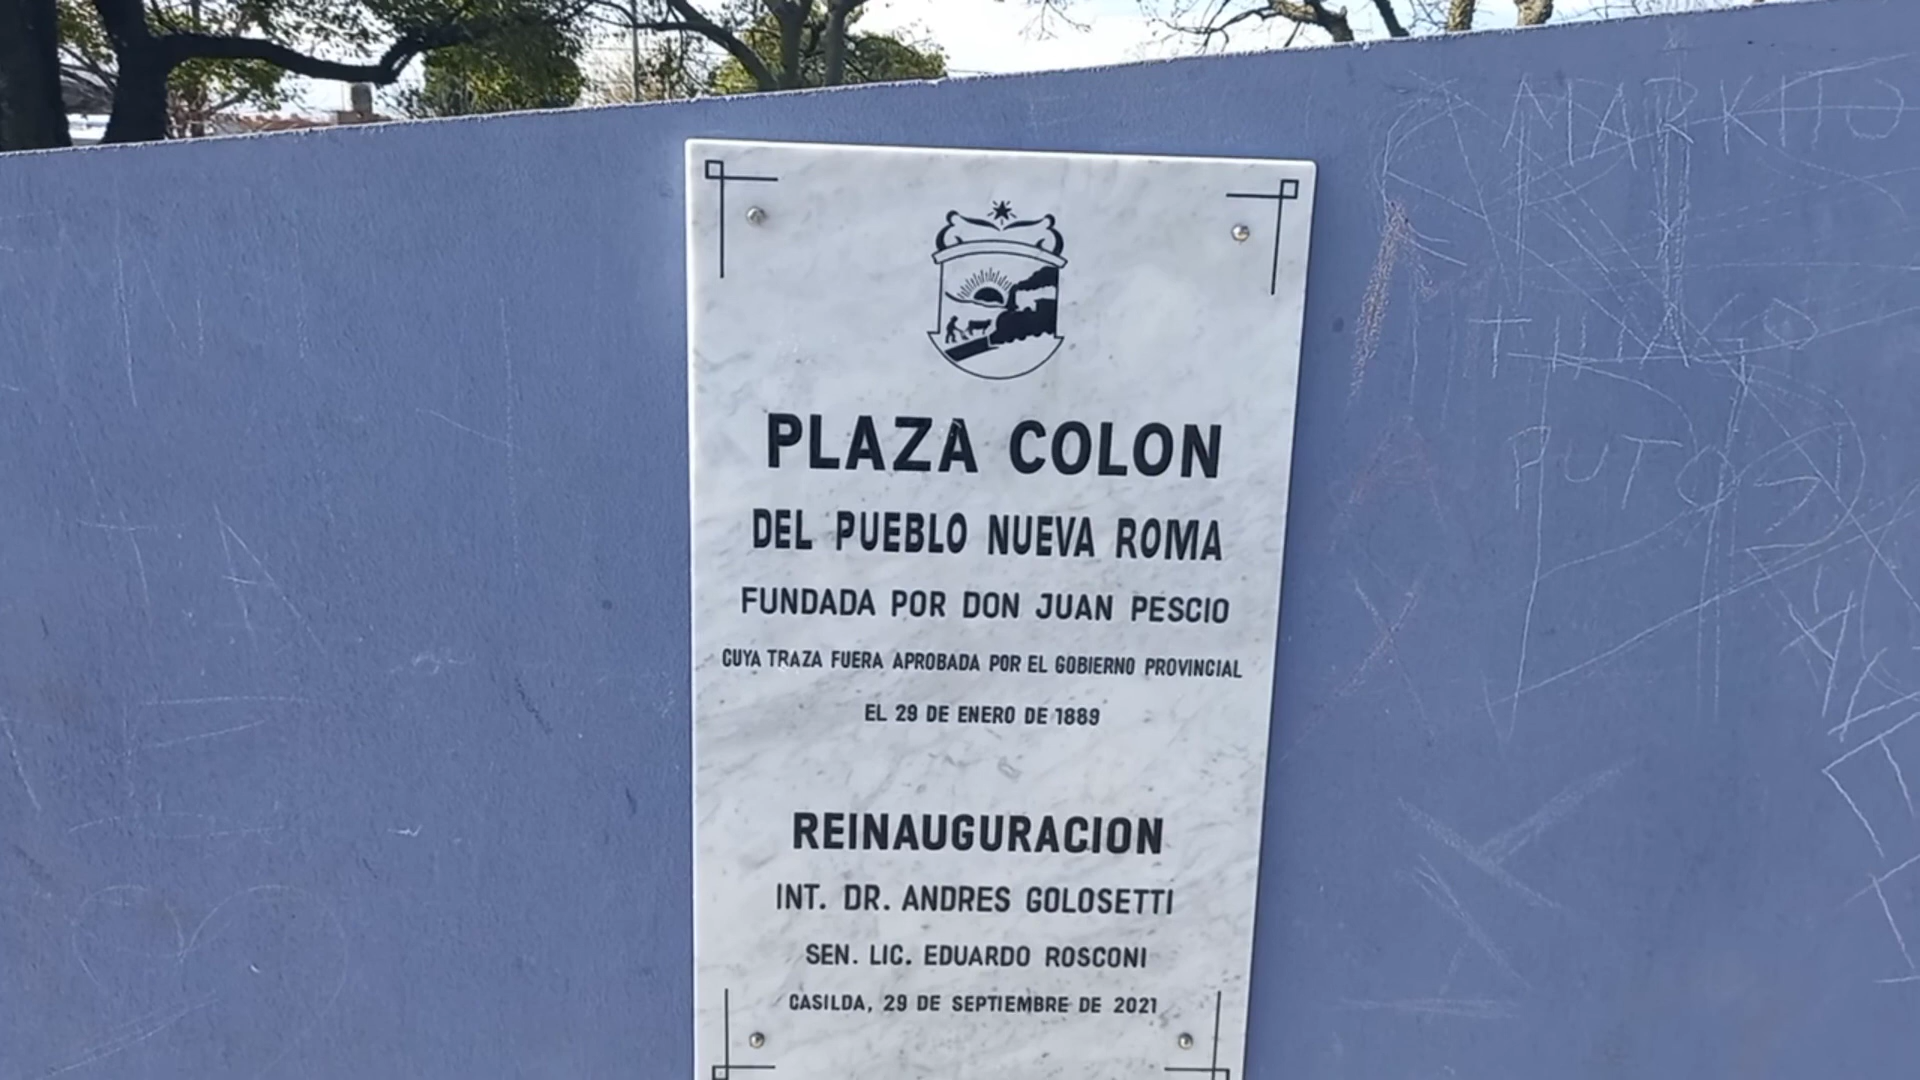 PLAZA COLON
DEL PUEBLO NUEVA ROMA
FUNDADA POR DON JUAN PESCIO
CUYA TRAZA FUERA APROBADA POR EL GOBIERNO PROVINCIAL
EL 29 DE ENERO DE 1889
REINAUGURACION
INT. DR. ANDRES GOLOSETTI
SEN. LIC. EDUARDO ROSCONI
CASILDA, 29 DE SEPTIEMBRE DE 2021
MARKITO
PUTO